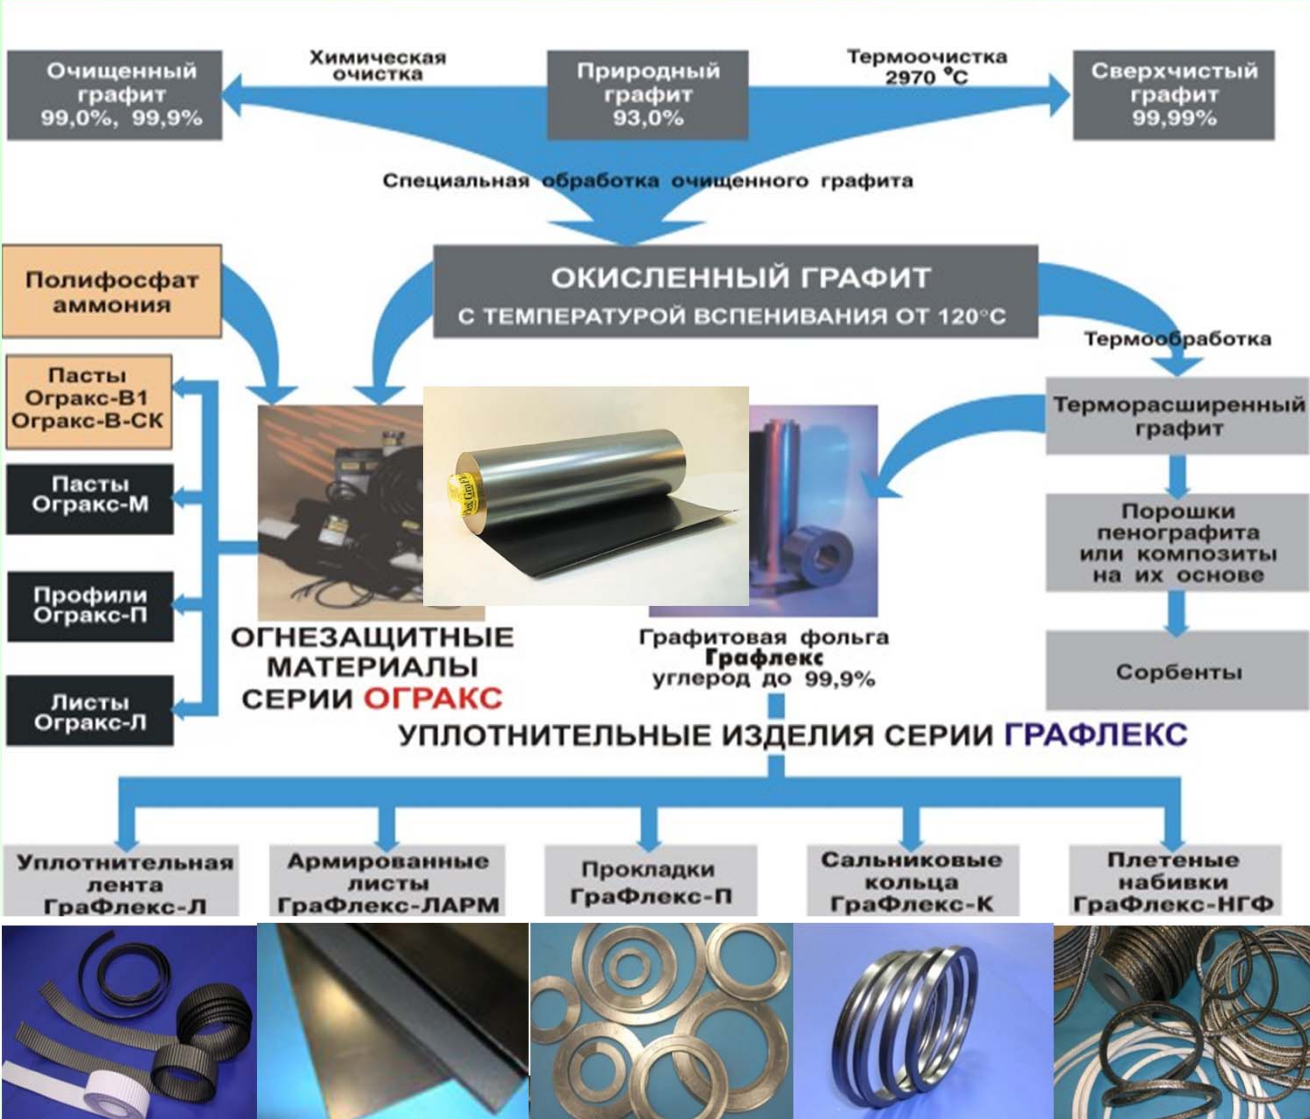 Химическая
очистка
Термоочистка
2970 °С
Очищенный
графит
99,0%, 99,9%
Природный
графит
93,0%
Сверхчистый
графит
99,99%
Специальная обработка очищенного графита
Полифосфат
аммония
ОКИСЛЕННЫЙ ГРАФИТ
С ТЕМПЕРАТУРОЙ ВСПЕНИВАНИЯ ОТ 120°С
Термообработка
Пасты
Огракс-В1
Огракс-В-СК
Пасты
Огракс-М
Профили
Огракс-П
Листы
Огракс-Л
Терморасширенный
графит
Порошки
пенографита
или композиты
на их основе
Сорбенты
ОГНЕЗАЩИТНЫЕ
МАТЕРИАЛЫ
СЕРИИ ОГРАКС
Графитовая фольга
Графлекс
углерод до 99,9%
УПЛОТНИТЕЛЬНЫЕ ИЗДЕЛИЯ СЕРИИ ГРАФЛЕКС
Уплотнительная
лента
ГраФлекс-Л
Армированные
листы
ГраФлекс-ЛАРМ
Прокладки
ГраФлекс-П
Сальниковые
кольца
ГраФлекс-К
Плетеные
набивки
ГраФлекс-НГФ